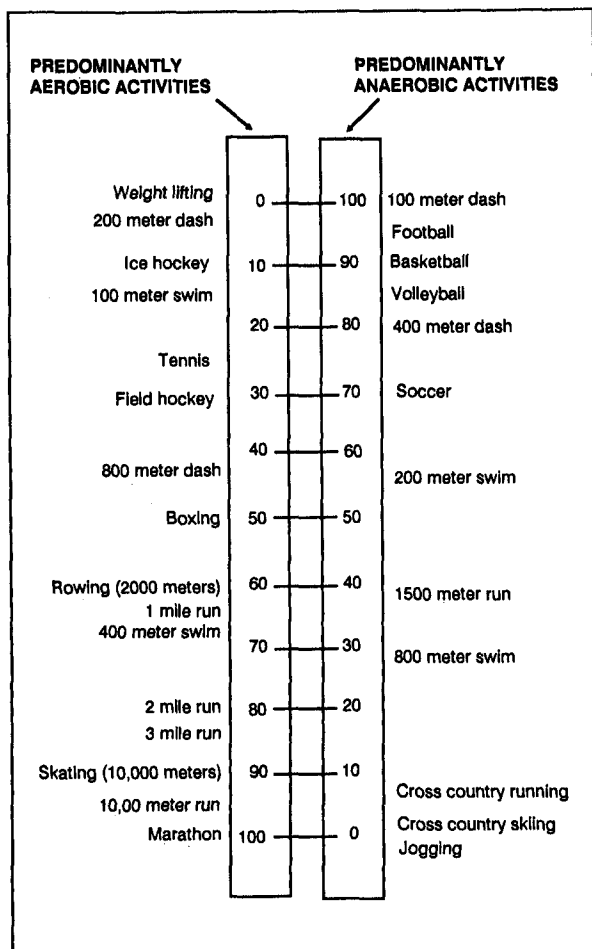 PREDOMINANTLY
AEROBIC ACTIVITIES
PREDOMINANTLY
ANAEROBIC ACTIVITIES
Weight lifting
0
100
100 meter dash
200 meter dash
Football
Ice hockey
10
90
Basketball
100 meter swim
Volleyball
20
80
400 meter dash
Tennis
Field hockey
30
70
Soccer
40
60
800 meter dash
200 meter swim
Boxing
50
50
Rowing (2000 meters)
60
40
1500 meter run
1 mile run
400 meter swim
70
30
800 meter swim
2 mile run
80
20
3 mile run
Skating (10,000 meters)
90
10
Cross country running
10,00 meter run
Cross country skiing
Marathon
100
0
Jogging